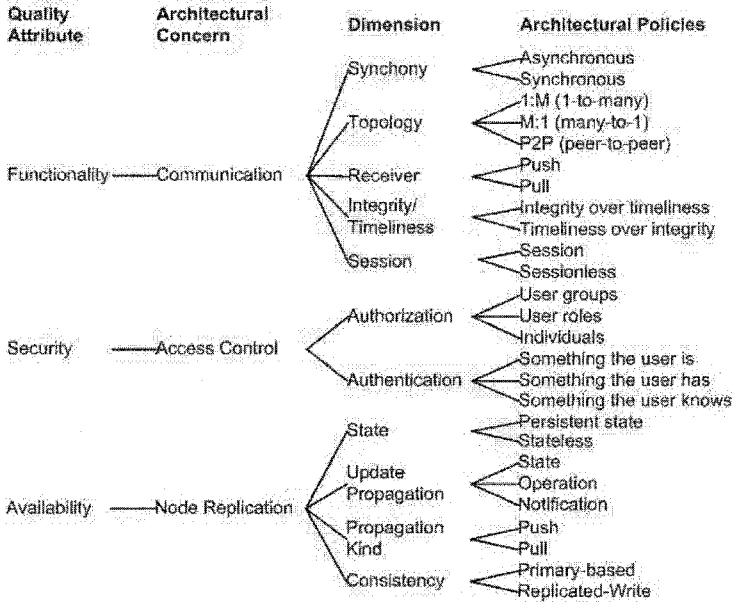 Quality Attribute
Architectural Concern
Dimension
Architectural Policies
Synchony
Asynchronous
Synchronous
Topology
1:M (1-to-many)
M:1 (many-to-1)
P2P (peer-to-peer)
Functionality
Communication
Receiver
Push
Pull
Integrity/
Timeliness
Integrity over timeliness
Timeliness over integrity
Session
Session
Sessionless
Security
Access Control
Authorization
User groups
User roles
Individuals
Authentication
Something the user is
Something the user has
Something the user knows
Availability
Node Replication
State
Persistent state
Stateless
Update
Propagation
State
Operation
Notification
Propagation
Kind
Push
Pull
Consistency
Primary-based
Replicated-Write